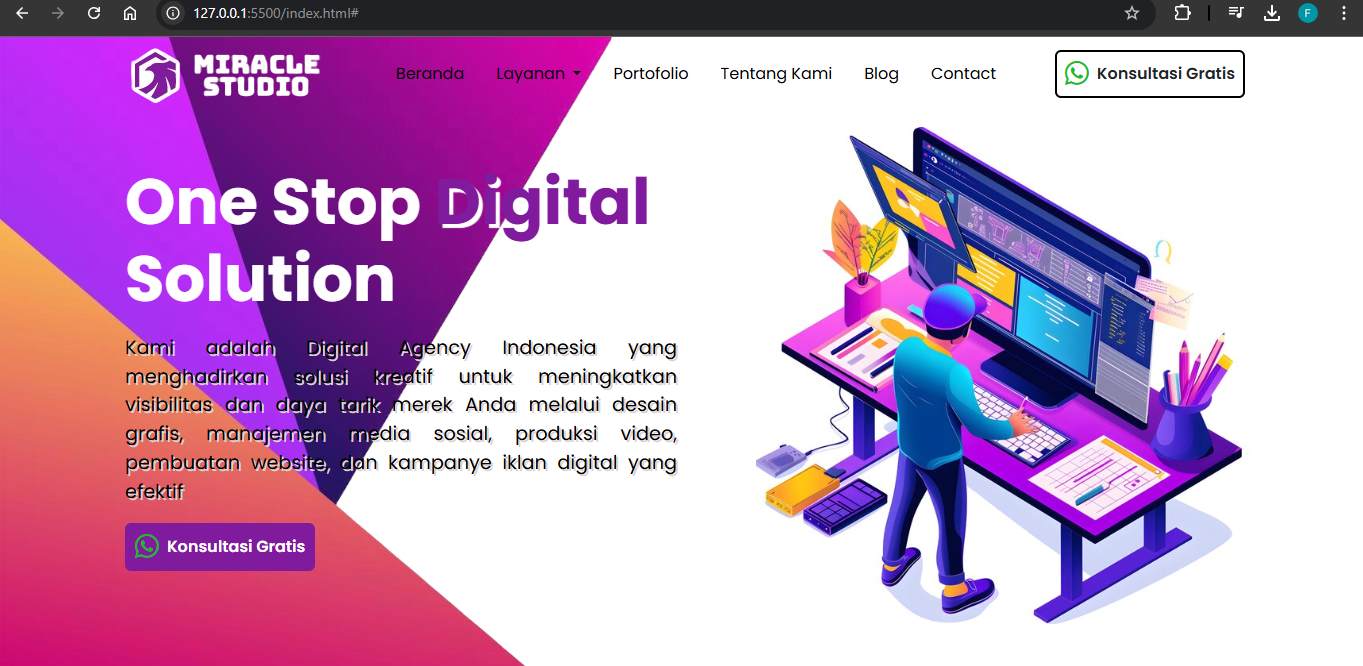 127.0.0.1:5500/index.html#
F
MIRACLE
STUDIO
Beranda Layanan Portofolio Tentang Kami Blog Contact
Konsultasi Gratis
One Stop Digital
Solution
Kami adalah Digital Agency Indonesia yang
menghadirkan solusi kreatif untuk meningkatkan
visibilitas dan daya tarik merek Anda melalui desain
grafis, manajemen media sosial, produksi video,
pembuatan website, dan kampanye iklan digital yang
efektif
Konsultasi Gratis